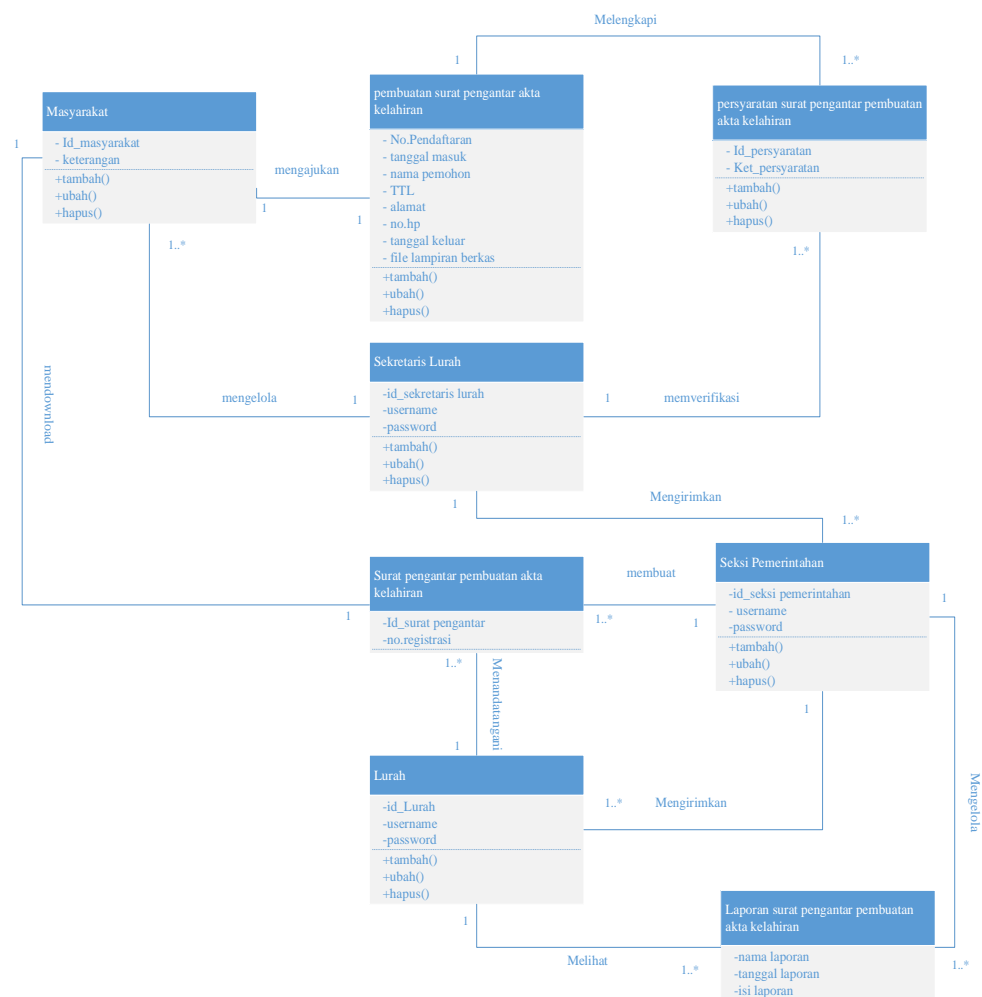 Melengkapi
1
1..*
pembuatan surat pengantar akta
kelahiran
- No.Pendaftaran
- tanggal masuk
- nama pemohon
- TTL
- alamat
- no.hp
- tanggal keluar
- file lampiran berkas
+tambah()
+ubah()
+hapus()
persyaratan surat pengantar pembuatan
akta kelahiran
- Id_persyaratan
- Ket_persyaratan
+tambah()
+ubah()
+hapus()
1..*
Masyarakat
- Id_masyarakat
- keterangan
+tambah()
+ubah()
+hapus()
1
1
mengajukan
1
1..*
mendownload
Sekretaris Lurah
-id_sekretaris lurah
-username
-password
+tambah()
+ubah()
+hapus()
mengelola
1
1
memverifikasi
1
Mengirimkan
1..*
Surat pengantar pembuatan akta
kelahiran
-Id_surat pengantar
-no.registrasi
1
membuat
1..*
1
Seksi Pemerintahan
-id_seksi pemerintahan
- username
-password
+tambah()
+ubah()
+hapus()
1
1
1..*
Menandatangani
1
Lurah
-id_Lurah
-username
-password
+tambah()
+ubah()
+hapus()
1..*
Mengirimkan
Mengelola
1
Melihat
1..*
1..*
Laporan surat pengantar pembuatan
akta kelahiran
-nama laporan
-tanggal laporan
-isi laporan